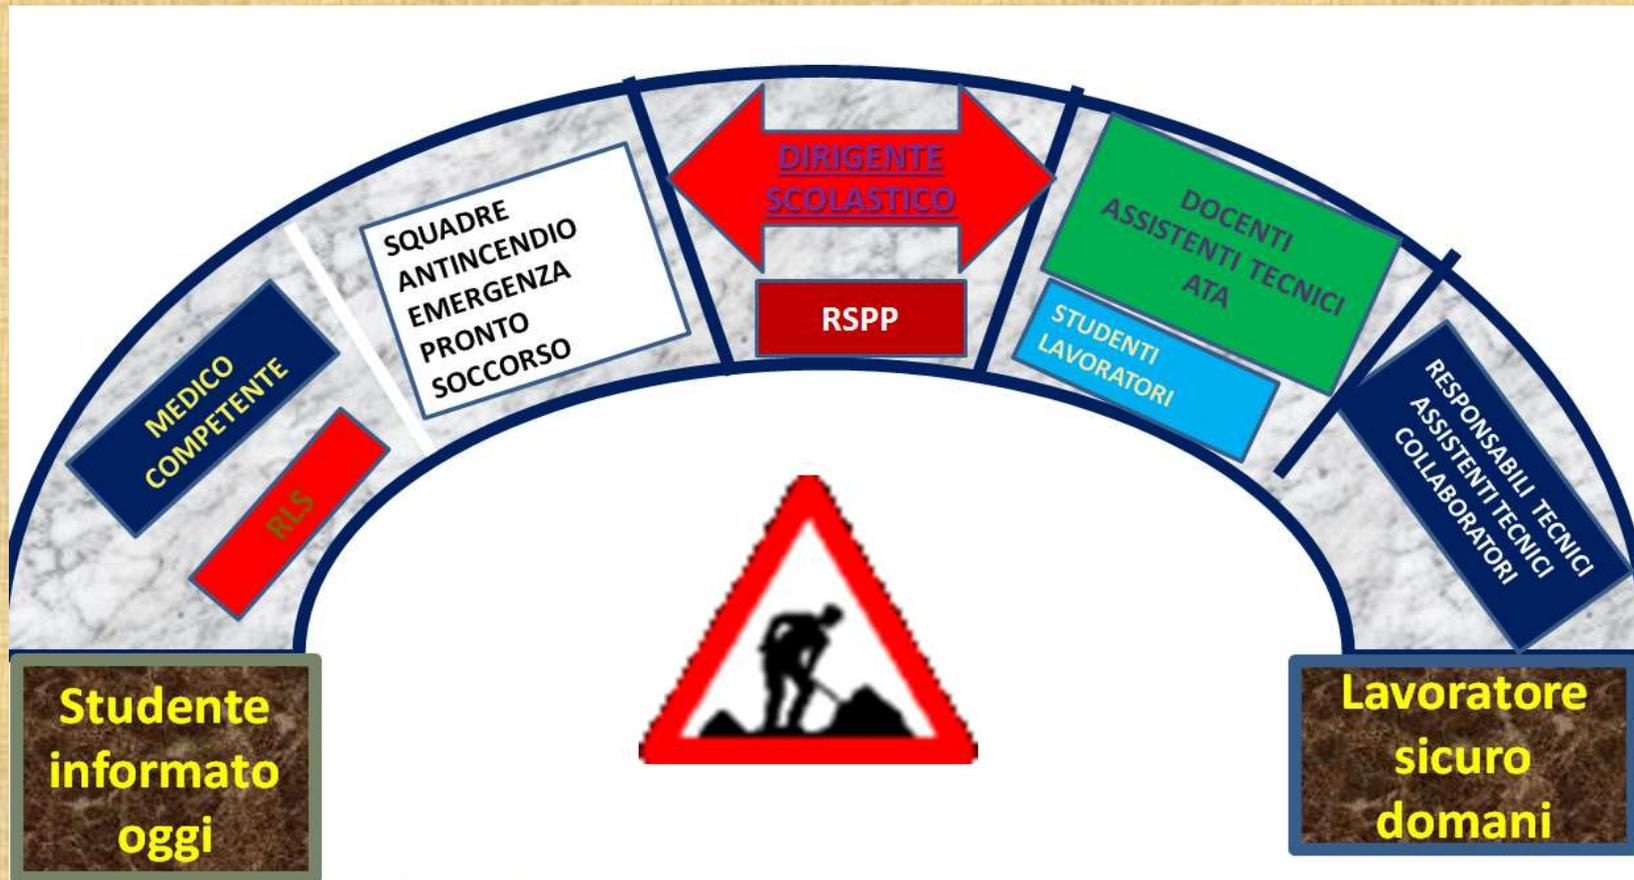 MEDICO
COMPETENTE
RLS
SQUADRE
ANTINCENDIO
EMERGENZA
PRONTO
SOCCORSO
DIRIGENTE
SCOLASTICO
RSPP
DOCENTI
ASSISTENTI TECNICI
ATA
STUDENTI
LAVORATORI
RESPONSABILI TECNICI
ASSISTENTI TECNICI
COLLABORATORI
Studente
informato
oggi
Lavoratore
sicuro
domani